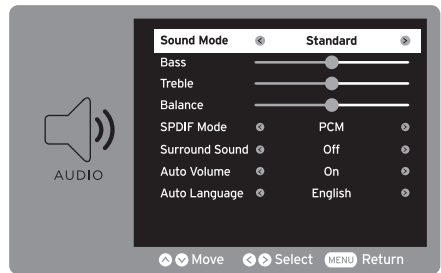 Sound Mode Standard
Bass
Treble
Balance
SPDIF Mode PCM
Surround Sound Off
Auto Volume On
Auto Language English
AUDIO
Move Select MENU Return